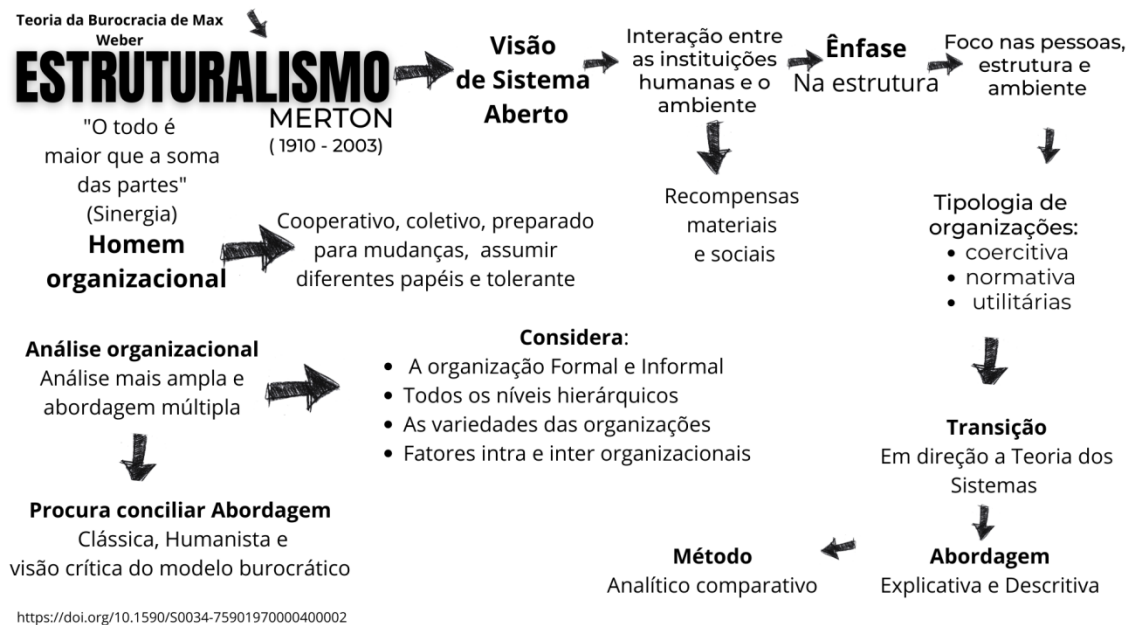 Teoria da Burocracia de Max
Weber
ESTRUTURALISMO
MERTON
( 1910 - 2003)
"O todo é
maior que a soma
das partes"
(Sinergia)
Visão
de Sistema
Aberto
Interação entre
as instituições
humanas e o
ambiente
Ênfase
Na estrutura
Foco nas pessoas,
estrutura e
ambiente
Recompensas
materiais
e sociais
Tipologia de
organizações:
• coercitiva
• normativa
• utilitárias
Homem
organizacional
Cooperativo, coletivo, preparado
para mudanças, assumir
diferentes papéis e tolerante
Análise organizacional
Análise mais ampla e
abordagem múltipla
Considera:
• A organização Formal e Informal
• Todos os níveis hierárquicos
• As variedades das organizações
• Fatores intra e inter organizacionais
Transição
Em direção a Teoria dos
Sistemas
Procura conciliar Abordagem
Clássica, Humanista e
visão crítica do modelo burocrático
Método
Analítico comparativo
Abordagem
Explicativa e Descritiva
https://doi.org/10.1590/S0034-75901970000400002